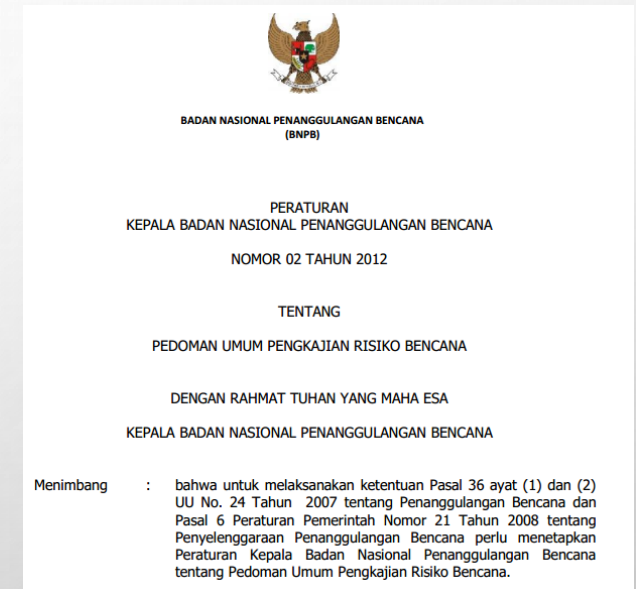 BADAN NASIONAL PENANGGULANGAN BENCANA
(BNPB)
PERATURAN
KEPALA BADAN NASIONAL PENANGGULANGAN BENCANA
NOMOR 02 TAHUN 2012
TENTANG
PEDOMAN UMUM PENGKAJIAN RISIKO BENCANA
DENGAN RAHMAT TUHAN YANG MAHA ESA
KEPALA BADAN NASIONAL PENANGGULANGAN BENCANA
Menimbang : bahwa untuk melaksanakan ketentuan Pasal 36 ayat (1) dan (2)
UU No. 24 Tahun 2007 tentang Penanggulangan Bencana dan
Pasal 6 Peraturan Pemerintah Nomor 21 Tahun 2008 tentang
Penyelenggaraan Penanggulangan Bencana perlu menetapkan
Peraturan Kepala Badan Nasional Penanggulangan Bencana
tentang Pedoman Umum Pengkajian Risiko Bencana.